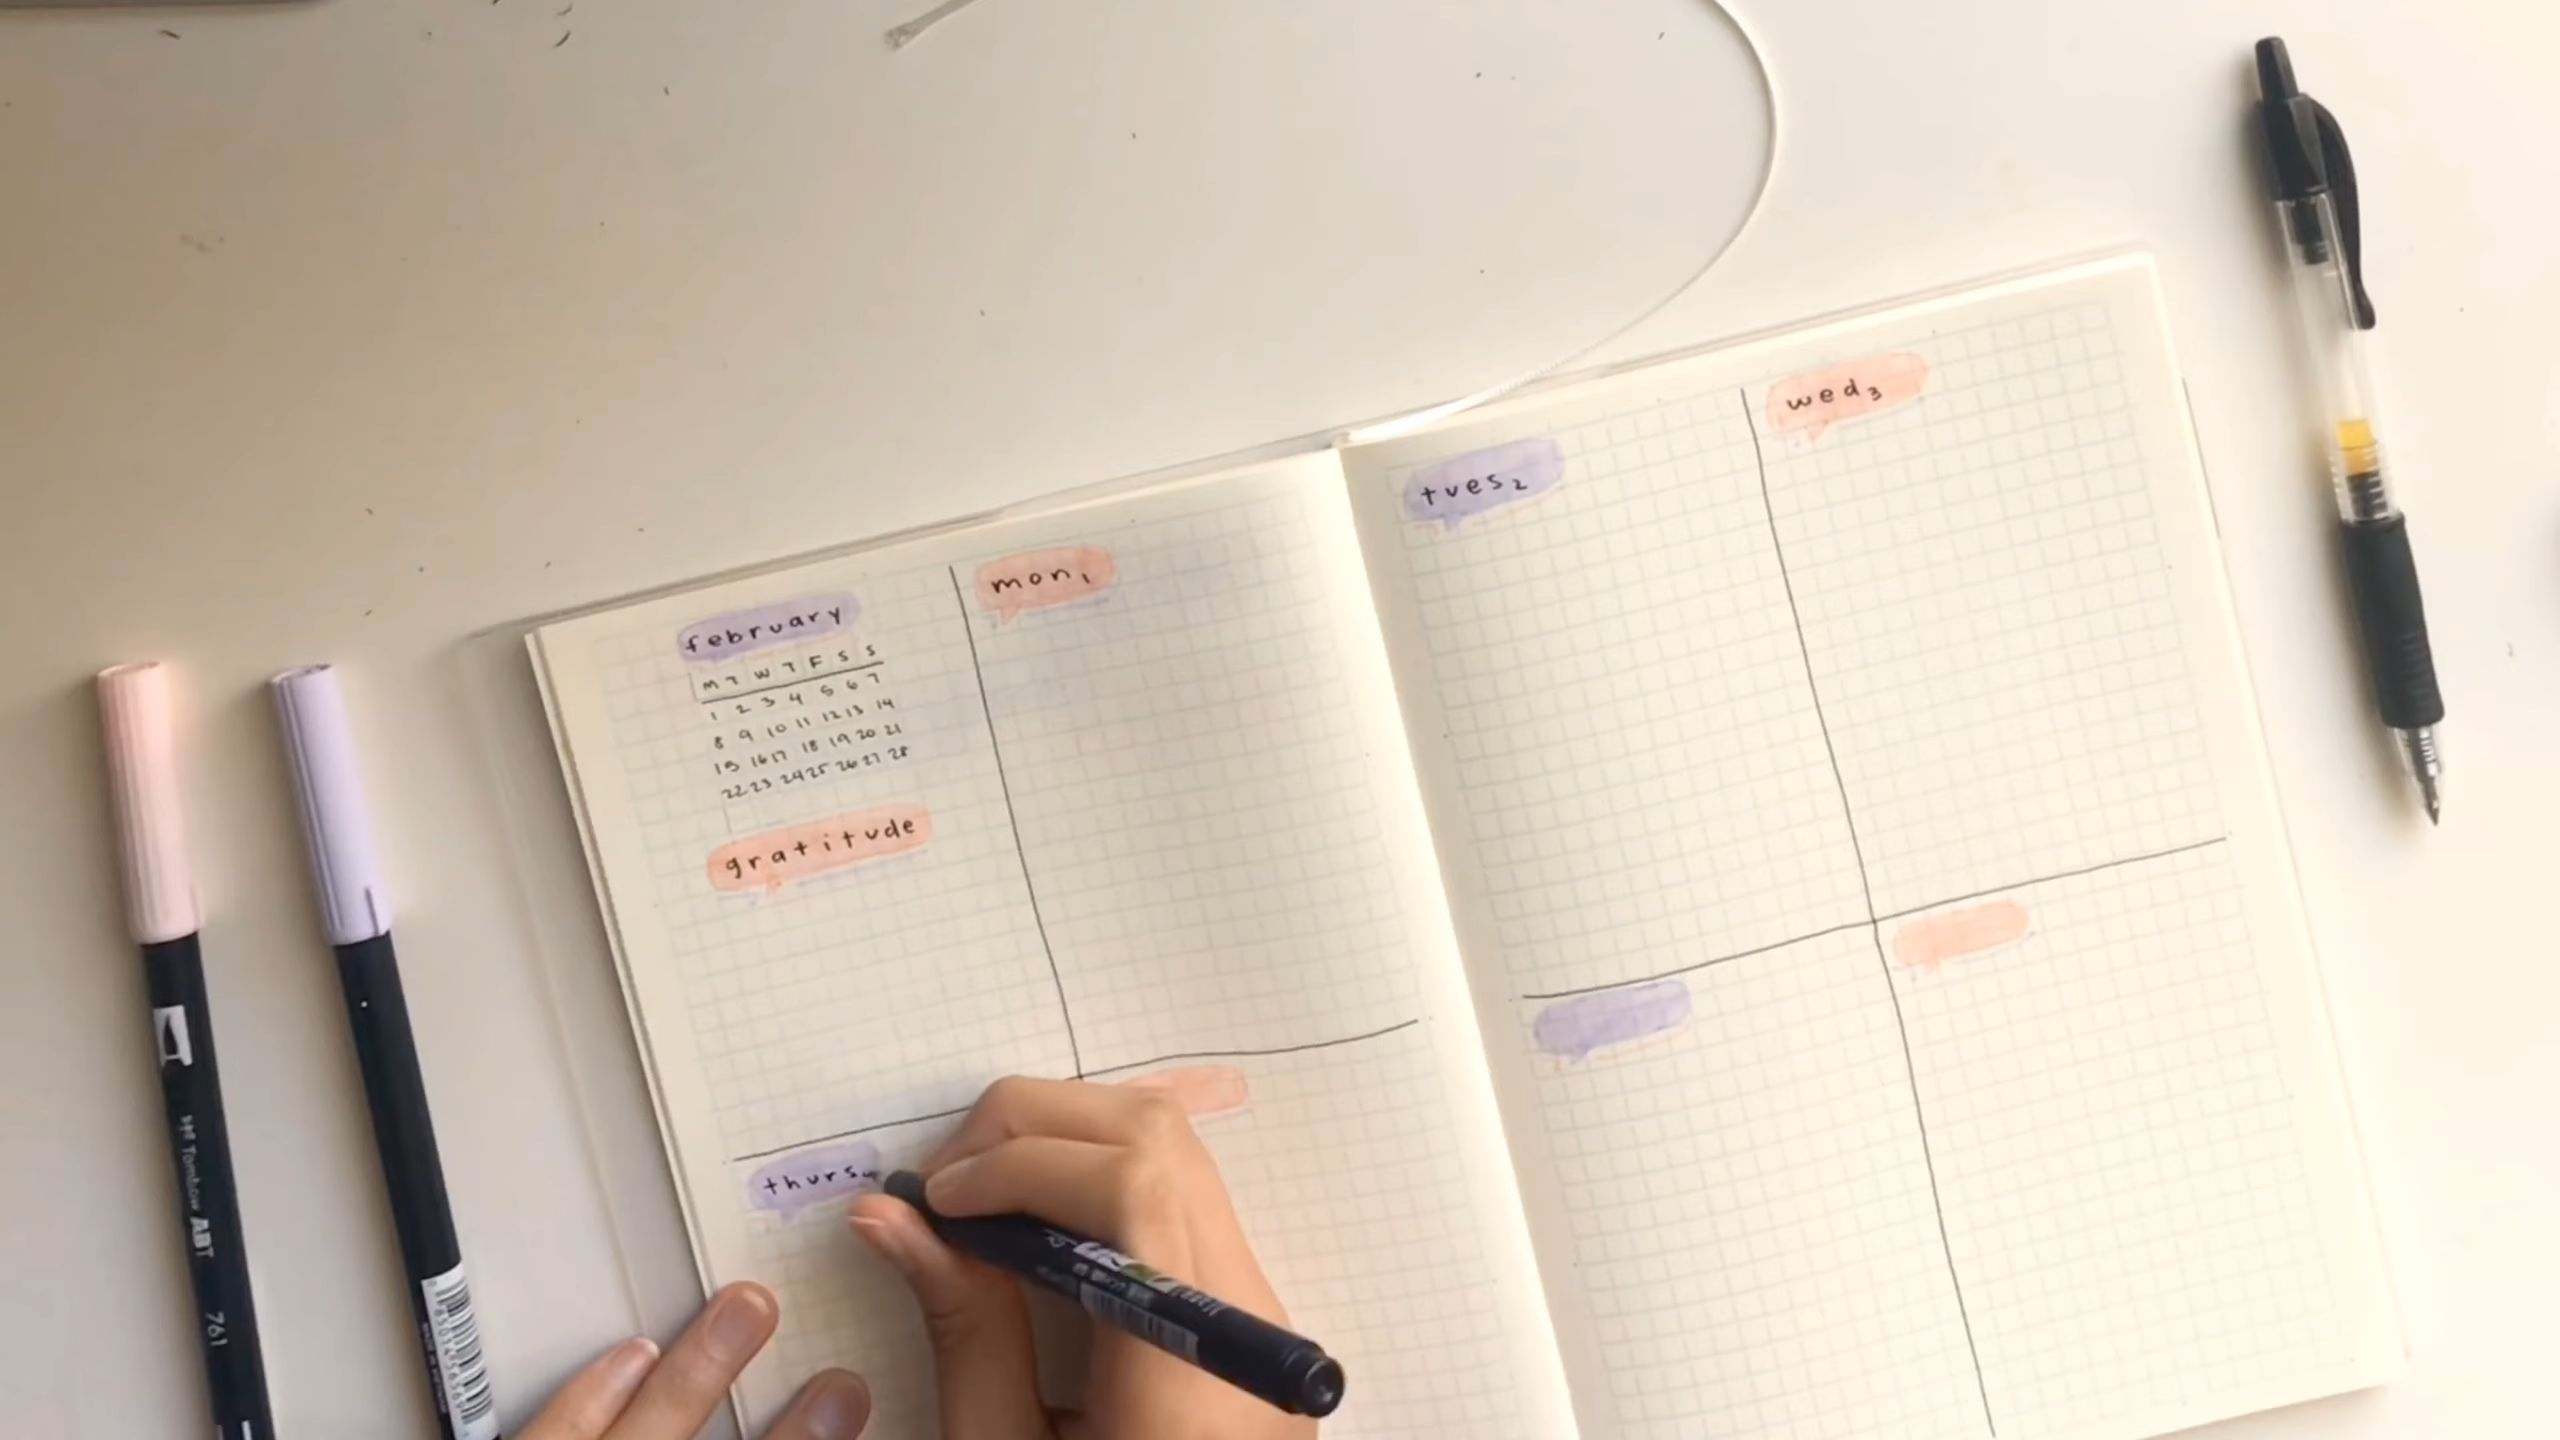 february
M T W T F S S
1 2 3 4 5 6 7
8 9 10 11 12 13 14
15 16 17 18 19 20 21
22 23 24 25 26 27 28
gratitude
mon 1
tues 2
wed 3
thurs 4
Tombow ABT
761